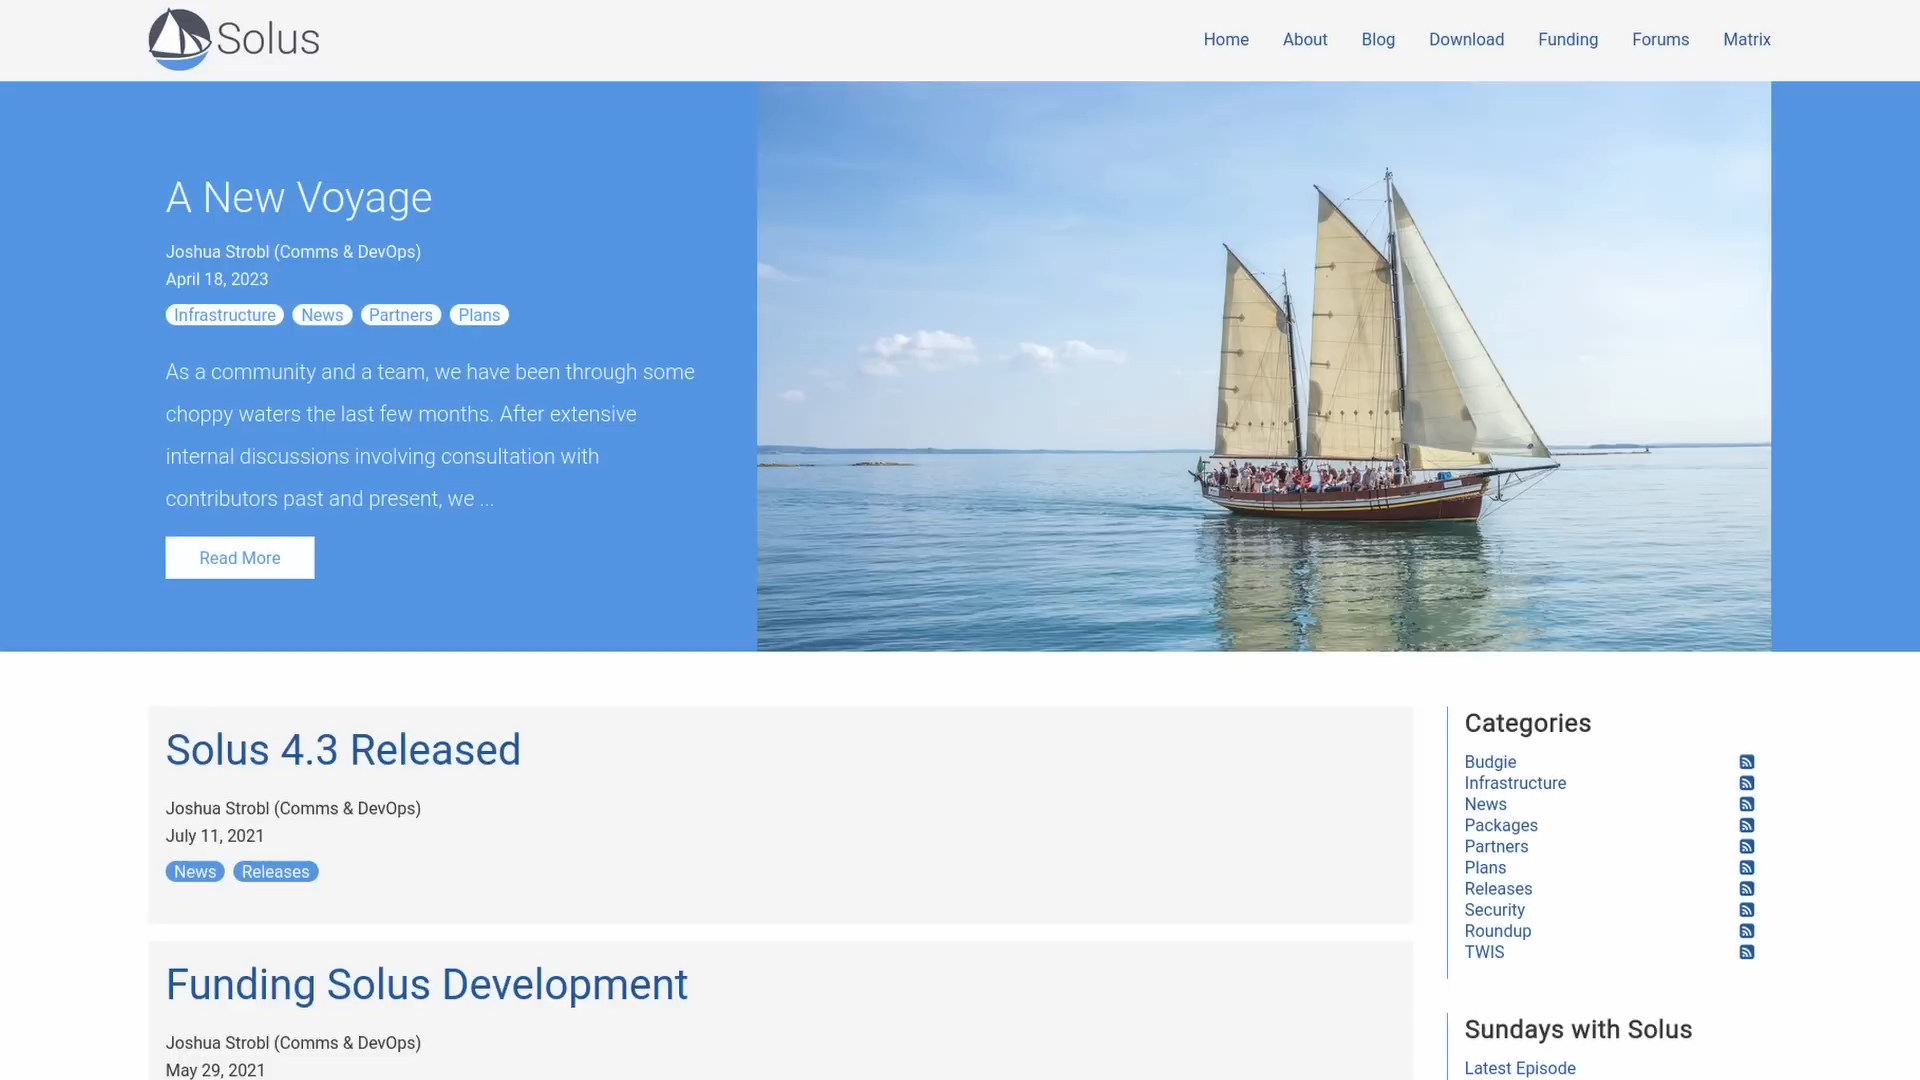 Solus
Home
About
Blog
Download
Funding
Forums
Matrix
A New Voyage
Joshua Strobl (Comms & DevOps)
April 18, 2023
Infrastructure
News
Partners
Plans
As a community and a team, we have been through some
choppy waters the last few months. After extensive
internal discussions involving consultation with
contributors past and present, we ...
Read More
Solus 4.3 Released
Joshua Strobl (Comms & DevOps)
July 11, 2021
News
Releases
Funding Solus Development
Joshua Strobl (Comms & DevOps)
May 29, 2021
Categories
Budgie
Infrastructure
News
Packages
Partners
Plans
Releases
Security
Roundup
TWIS
Sundays with Solus
Latest Episode